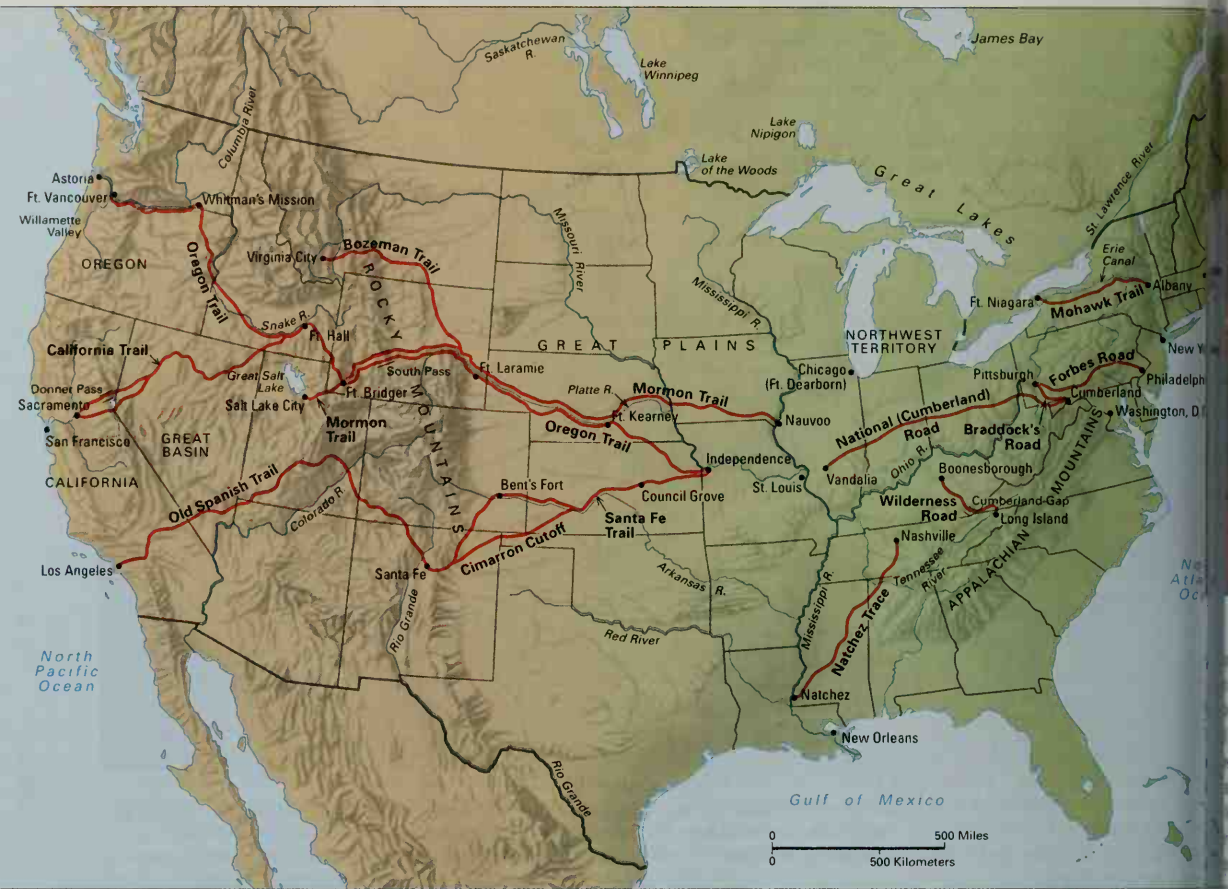 Saskatchewan
R.
James Bay
Lake
Winnipeg
Lake
Nipigon
Lake
of the Woods
Great Lakes
St. Lawrence River
Columbia River
Astoria
Ft. Vancouver
Willamette
Valley
Whitman's Mission
OREGON
Oregon Trail
Virginia City
Bozeman Trail
Missouri
River
Mississippi R.
Erie
Canal
Ft. Niagara
Mohawk Trail
Albany
Snake R.
Ft. Hall
ROCKY MOUNTAINS
GREAT PLAINS
NORTHWEST
TERRITORY
New Y
California Trail
Great Salt
Lake
South Pass
Ft. Laramie
Chicago
(Ft. Dearborn)
Pittsburgh
Forbes Road
Philadelph
Donner Pass
Sacramento
Salt Lake City
Ft. Bridger
Platte R.
Mormon Trail
Cumberland
Washington, D
San Francisco
Mormon
Trail
Ft. Kearney
Nauvoo
National (Cumberland)
Road
Braddock's
Road
GREAT
BASIN
Oregon Trail
CALIFORNIA
Old Spanish Trail
Colorado R.
Bent's Fort
Independence
Council Grove
St. Louis
Vandalia
Ohio R.
Boonesborough
Wilderness
Road
Cumberland Gap
Long Island
APPALACHIAN MOUNTAINS
Santa Fe
Trail
Cimarron Cutoff
Los Angeles
Santa Fe
Nashville
Tennessee
River
Arkansas R.
Rio Grande
Red River
Mississippi R.
Natchez Trace
No
Atla
Oc
North
Pacific
Ocean
Natchez
New Orleans
Rio Grande
Gulf of Mexico
0 500 Miles
0 500 Kilometers